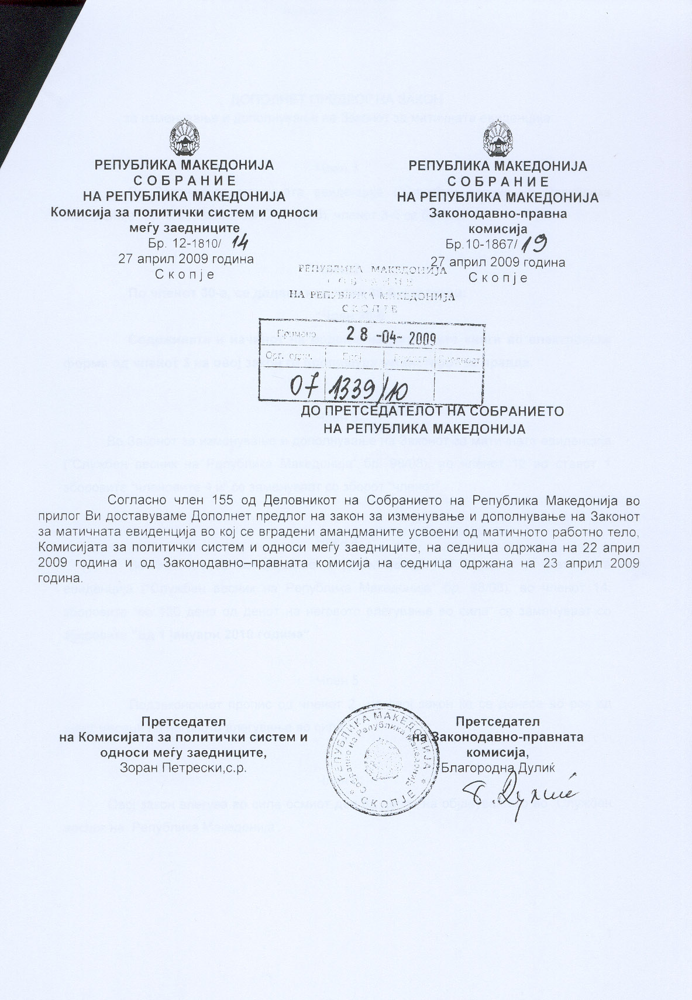 РЕПУБЛИКА МАКЕДОНИЈА
С О Б Р А Н И Е
НА РЕПУБЛИКА МАКЕДОНИЈА
Комисија за политички систем и односи
меѓу заедниците
Бр. 12-1810/ 14
27 април 2009 година
С к о п ј е
РЕПУБЛИКА МАКЕДОНИЈА
С О Б Р А Н И Е
НА РЕПУБЛИКА МАКЕДОНИЈА
Законодавно-правна
комисија
Бр.10-1867/ 19
27 април 2009 година
С к о п ј е
РЕПУБЛИКА МАКЕДОНИЈА
СОБРАНИЕ
НА РЕПУБЛИКА МАКЕДОНИЈА
СКОПЈЕ
Примено 28 -04- 2009
Орг. един. Број Прилог
07 1339/10
ДО ПРЕТСЕДАТЕЛОТ НА СОБРАНИЕТО
НА РЕПУБЛИКА МАКЕДОНИЈА
Согласно член 155 од Деловникот на Собранието на Република Македонија во
прилог Ви доставуваме Дополнет предлог на закон за изменување и дополнување на Законот
за матичната евиденција во кој се вградени амандманите усвоени од матичното работно тело,
Комисијата за политички систем и односи меѓу заедниците, на седница одржана на 22 април
2009 година и од Законодавно–правната комисија на седница одржана на 23 април 2009
година.
Претседател
на Комисијата за политички систем и
односи меѓу заедниците,
Зоран Петрески,с.р.
РЕПУБЛИКА МАКЕДОНИЈА
Собрание на Република Македонија
* СКОПЈЕ *
Претседател
на Законодавно-правната
комисија,
Благородна Дулиќ
Б. Дулиќ